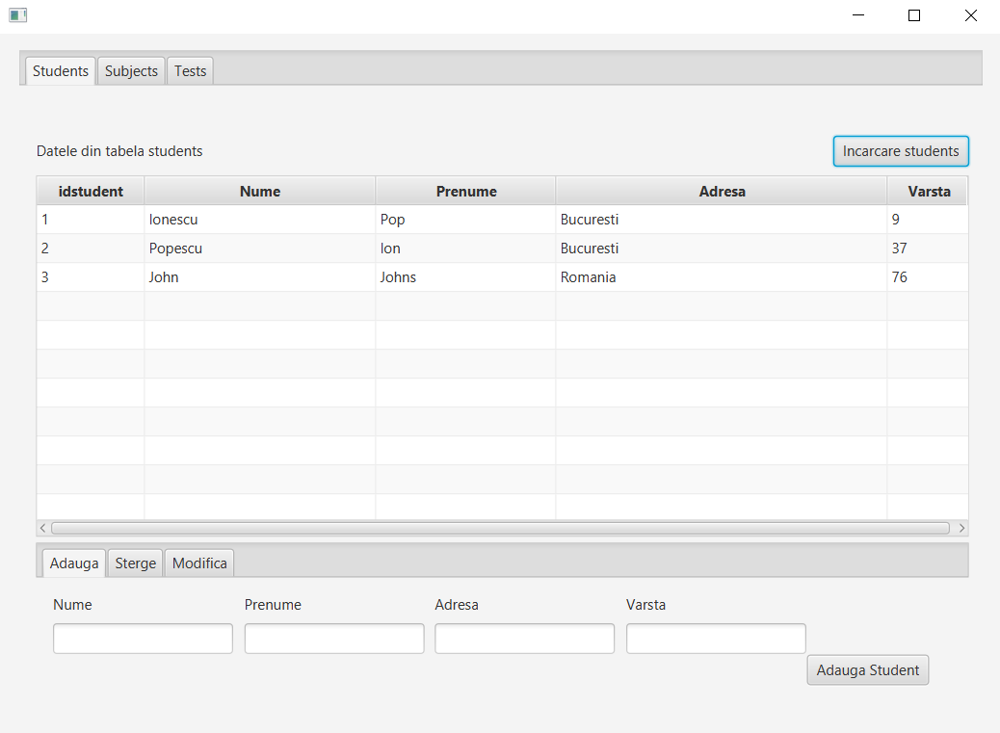 Students Subjects Tests
Datele din tabela students Incarcare students
idstudent Nume Prenume Adresa Varsta
1 Ionescu Pop Bucuresti 9
2 Popescu Ion Bucuresti 37
3 John Johns Romania 76
Adauga Sterge Modifica
Nume Prenume Adresa Varsta
Adauga Student